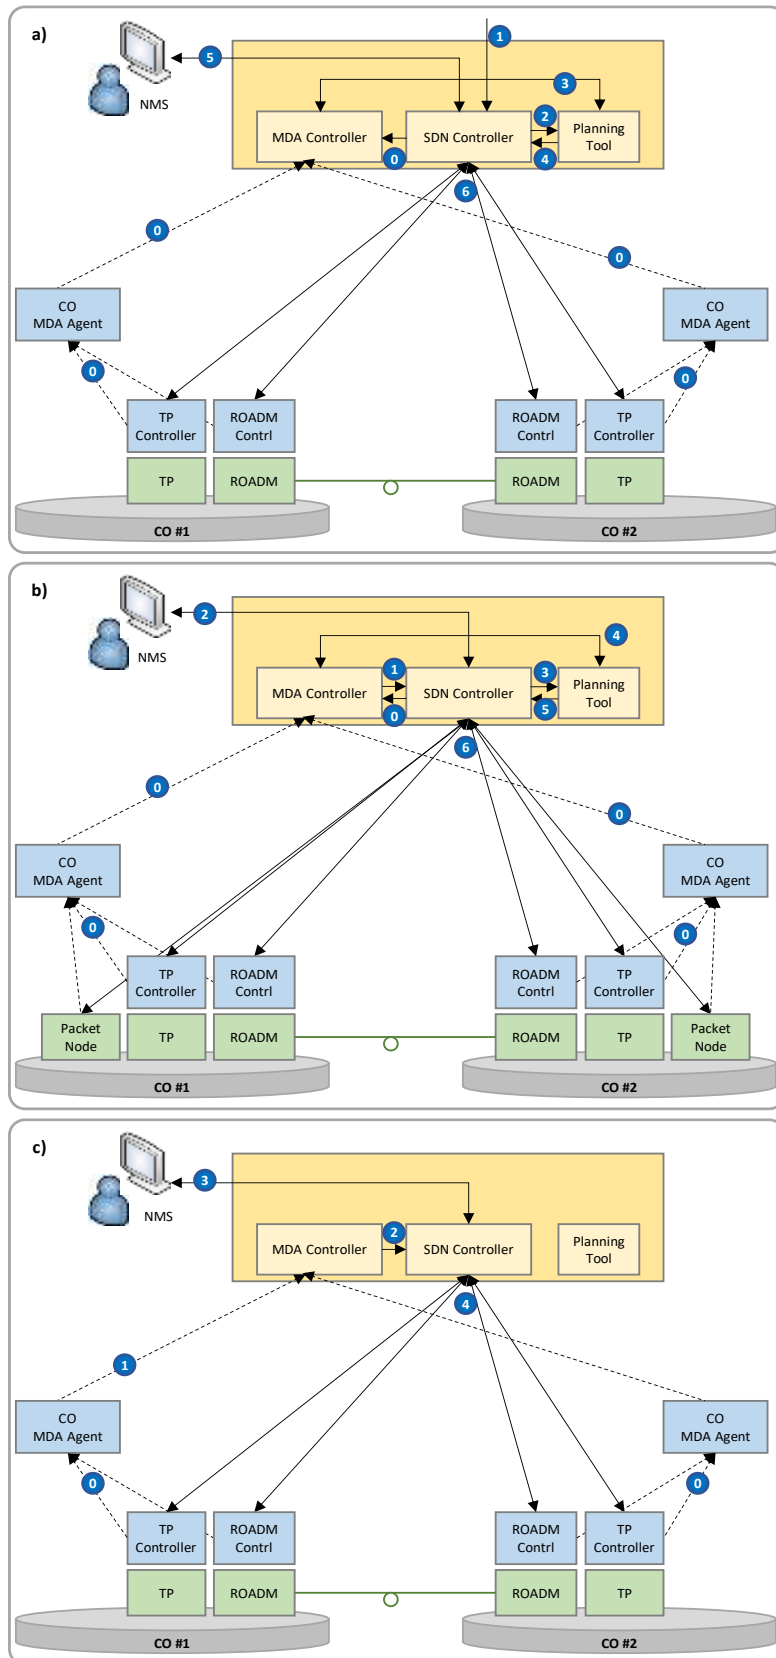 a)
1
5
NMS
3
MDA Controller
SDN Controller
Planning
Tool
2
0
4
6
0
0
CO
MDA Agent
CO
MDA Agent
0
0
TP
Controller
ROADM
Contrl
ROADM
Contrl
TP
Controller
TP
ROADM
ROADM
TP
CO #1
CO #2
b)
2
NMS
4
MDA Controller
1
SDN Controller
3
Planning
Tool
0
5
6
0
0
CO
MDA Agent
CO
MDA Agent
0
0
TP
Controller
ROADM
Contrl
ROADM
Contrl
TP
Controller
Packet
Node
TP
ROADM
ROADM
TP
Packet
Node
CO #1
CO #2
c)
3
NMS
MDA Controller
2
SDN Controller
Planning
Tool
4
1
CO
MDA Agent
CO
MDA Agent
0
0
TP
Controller
ROADM
Contrl
ROADM
Contrl
TP
Controller
TP
ROADM
ROADM
TP
CO #1
CO #2